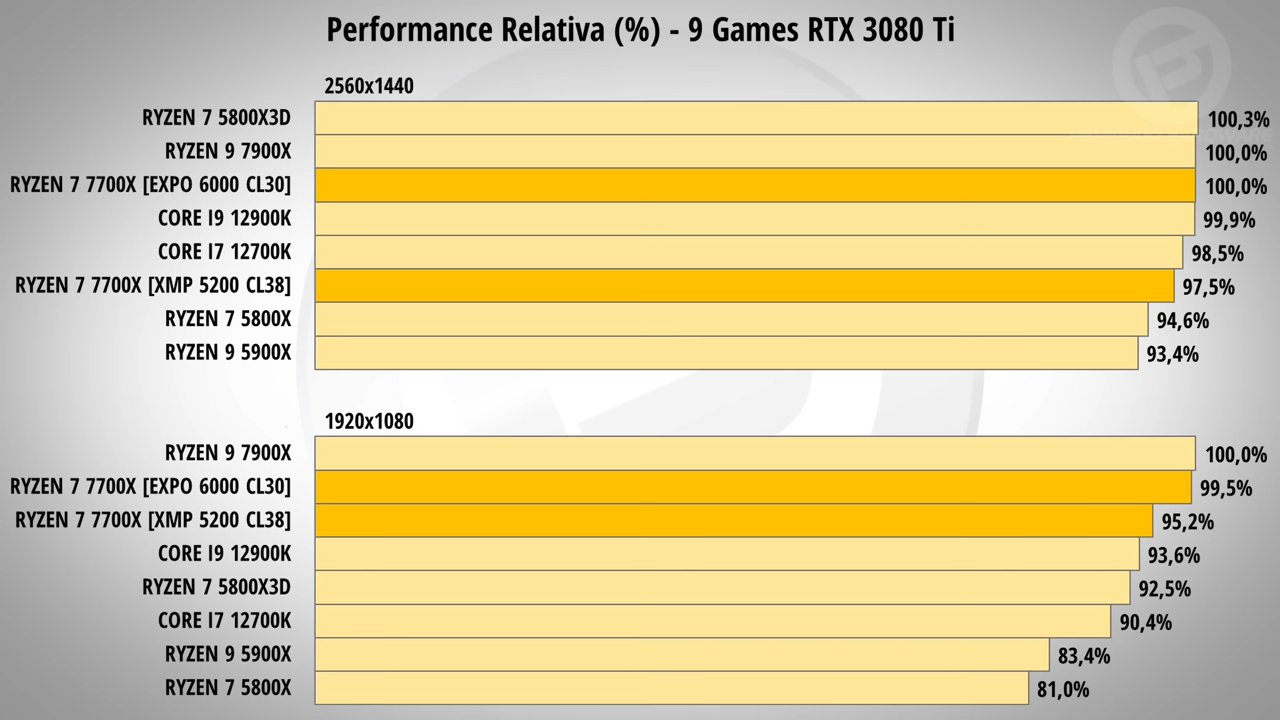 Performance Relativa (%) - 9 Games RTX 3080 Ti
2560x1440
RYZEN 7 5800X3D 100,3%
RYZEN 9 7900X 100,0%
RYZEN 7 7700X [EXPO 6000 CL30] 100,0%
CORE I9 12900K 99,9%
CORE I7 12700K 98,5%
RYZEN 7 7700X [XMP 5200 CL38] 97,5%
RYZEN 7 5800X 94,6%
RYZEN 9 5900X 93,4%
1920x1080
RYZEN 9 7900X 100,0%
RYZEN 7 7700X [EXPO 6000 CL30] 99,5%
RYZEN 7 7700X [XMP 5200 CL38] 95,2%
CORE I9 12900K 93,6%
RYZEN 7 5800X3D 92,5%
CORE I7 12700K 90,4%
RYZEN 9 5900X 83,4%
RYZEN 7 5800X 81,0%